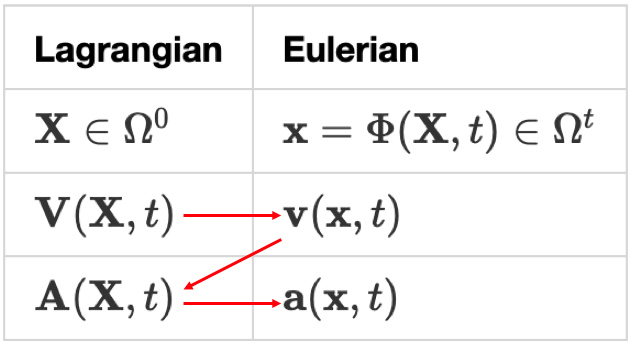 Lagrangian Eulerian
𝐗 ∈ Ω⁰ 𝐱 = Φ(𝐗, t) ∈ Ωᵗ
𝐕(𝐗, t) 𝐯(𝐱, t)
𝐀(𝐗, t) 𝐚(𝐱, t)